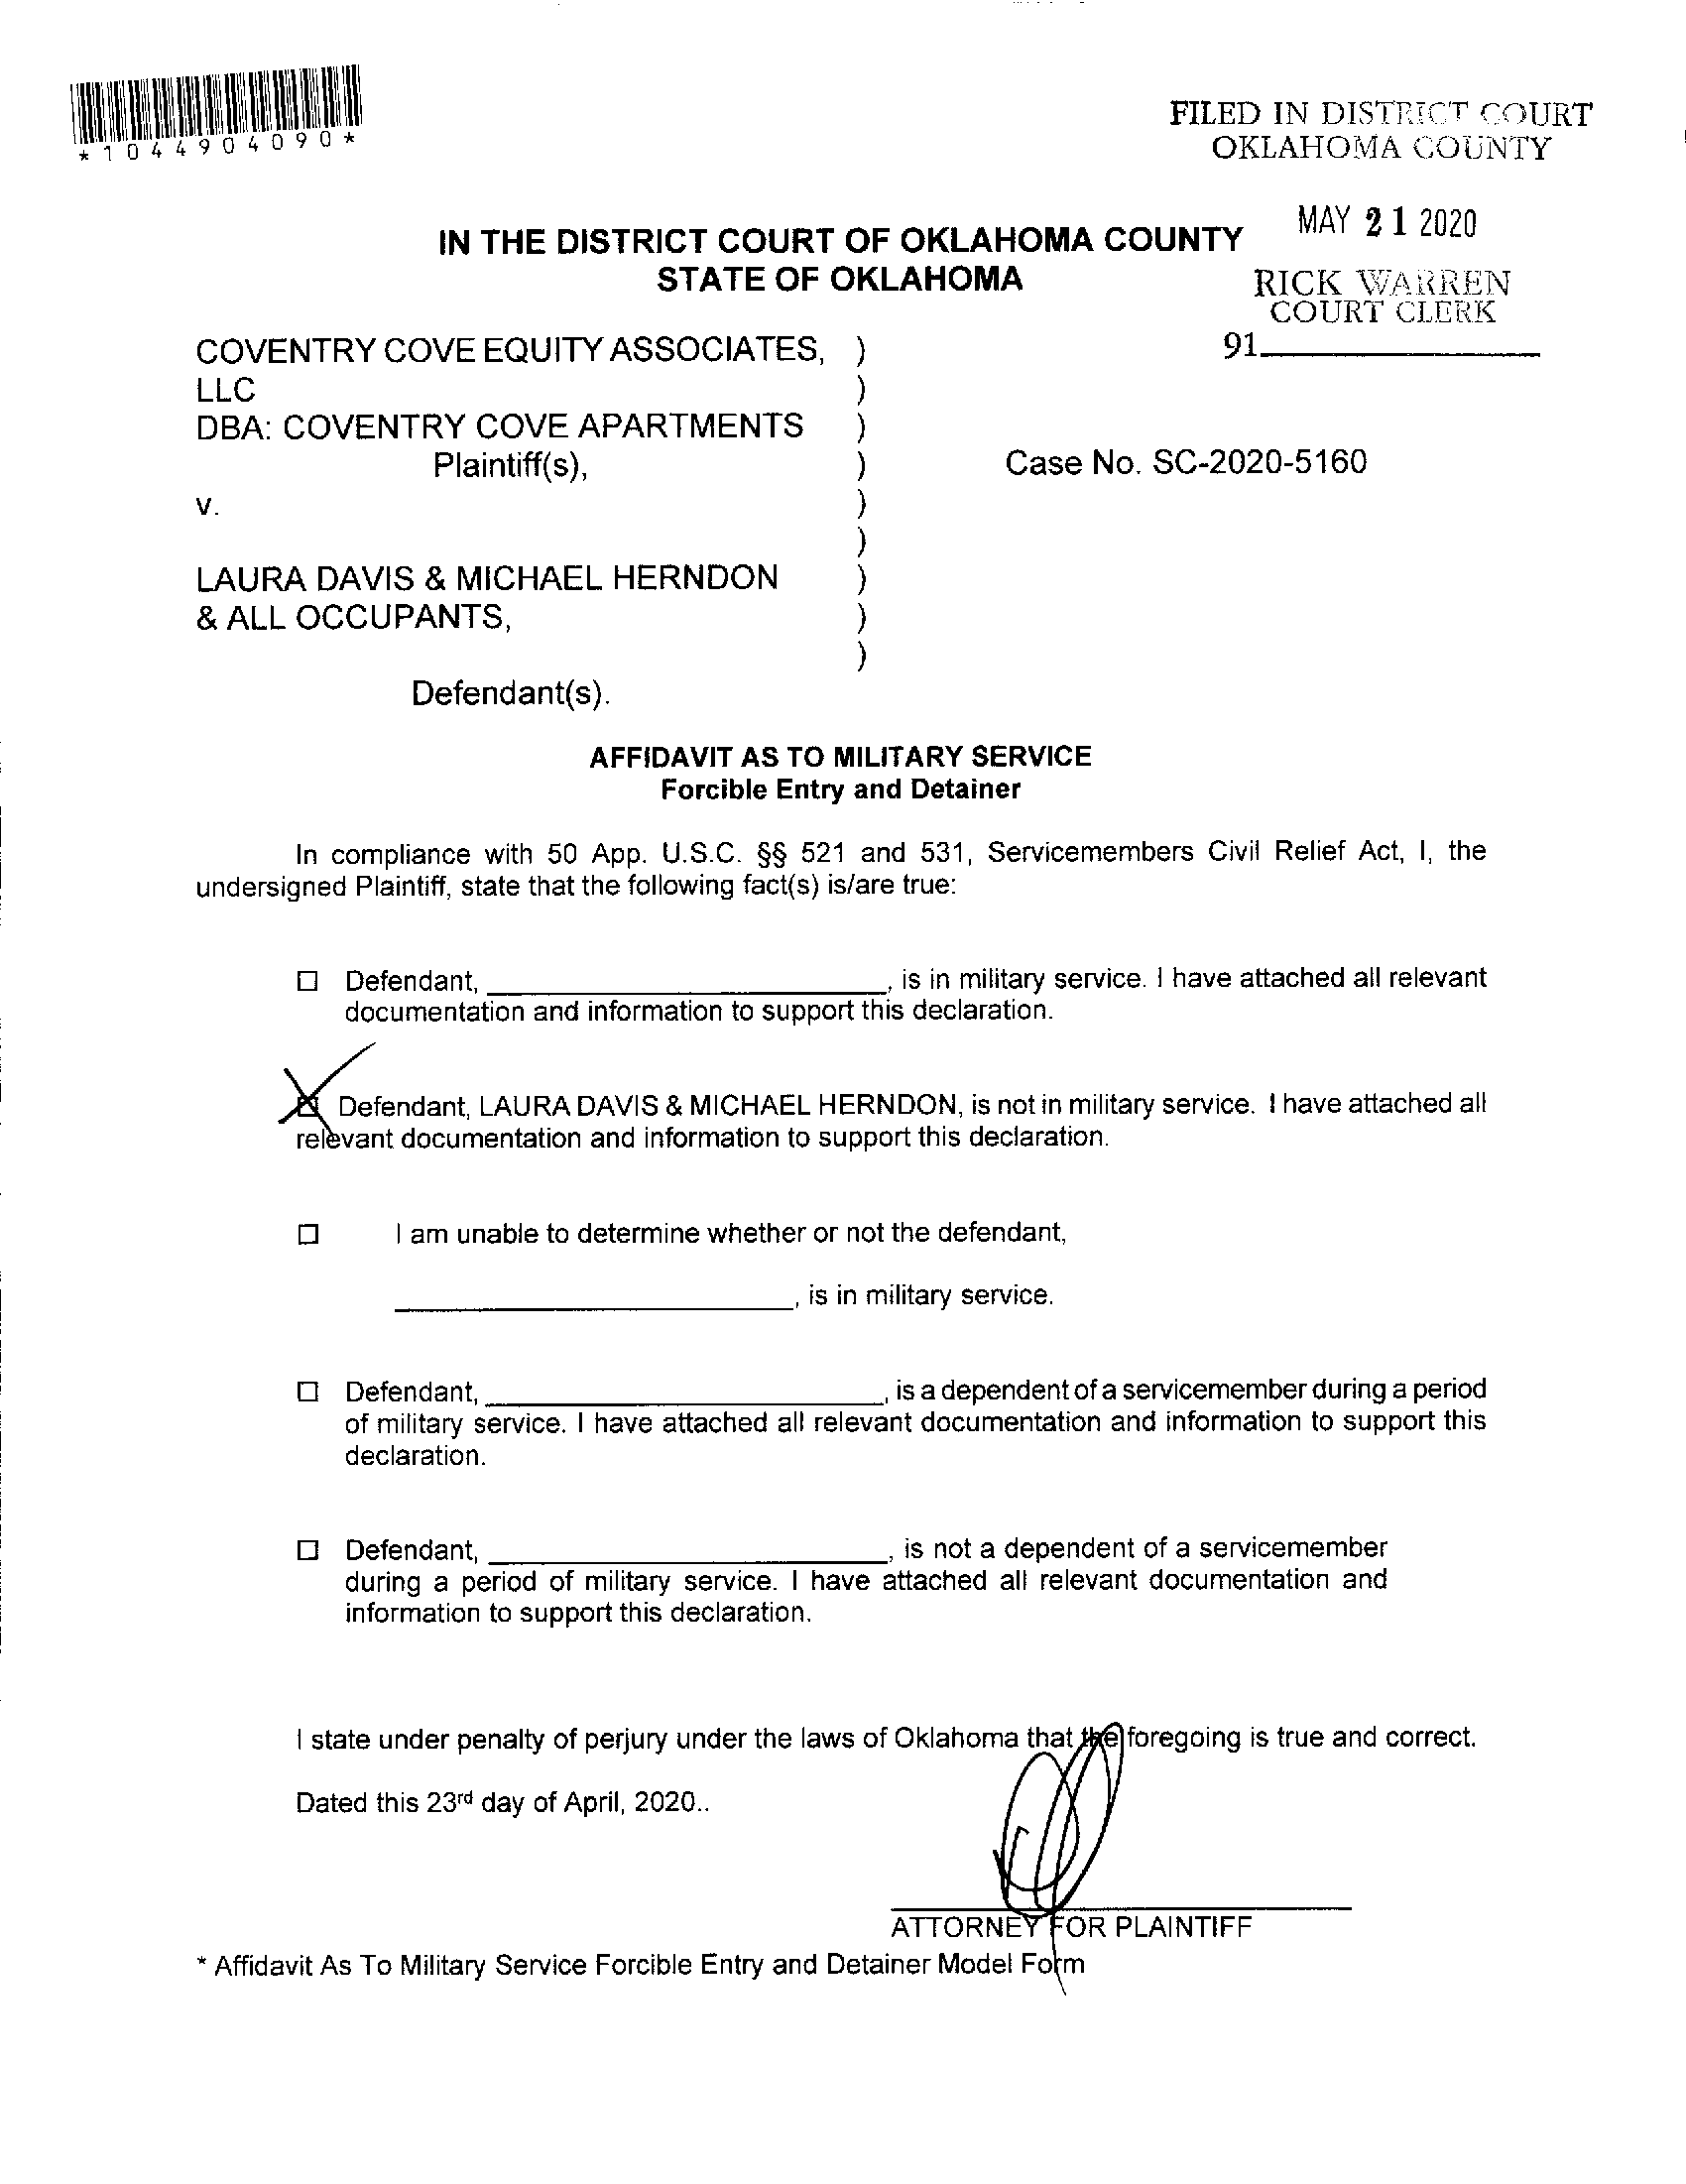 *1044904090*
FILED IN DISTRICT COURT
OKLAHOMA COUNTY
MAY 21 2020
RICK WARREN
COURT CLERK
91
IN THE DISTRICT COURT OF OKLAHOMA COUNTY
STATE OF OKLAHOMA
COVENTRY COVE EQUITY ASSOCIATES, )
LLC )
DBA: COVENTRY COVE APARTMENTS )
Plaintiff(s), ) Case No. SC-2020-5160
v. )
)
LAURA DAVIS & MICHAEL HERNDON )
& ALL OCCUPANTS, )
)
Defendant(s).
AFFIDAVIT AS TO MILITARY SERVICE
Forcible Entry and Detainer
In compliance with 50 App. U.S.C. §§ 521 and 531, Servicemembers Civil Relief Act, I, the
undersigned Plaintiff, state that the following fact(s) is/are true:
☐ Defendant, ____________________, is in military service. I have attached all relevant
documentation and information to support this declaration.
☒ Defendant, LAURA DAVIS & MICHAEL HERNDON, is not in military service. I have attached all
relevant documentation and information to support this declaration.
☐ I am unable to determine whether or not the defendant,
____________________, is in military service.
☐ Defendant, ____________________, is a dependent of a servicemember during a period
of military service. I have attached all relevant documentation and information to support this
declaration.
☐ Defendant, ____________________, is not a dependent of a servicemember
during a period of military service. I have attached all relevant documentation and
information to support this declaration.
I state under penalty of perjury under the laws of Oklahoma that the foregoing is true and correct.
Dated this 23rd day of April, 2020..
ATTORNEY FOR PLAINTIFF
* Affidavit As To Military Service Forcible Entry and Detainer Model Form